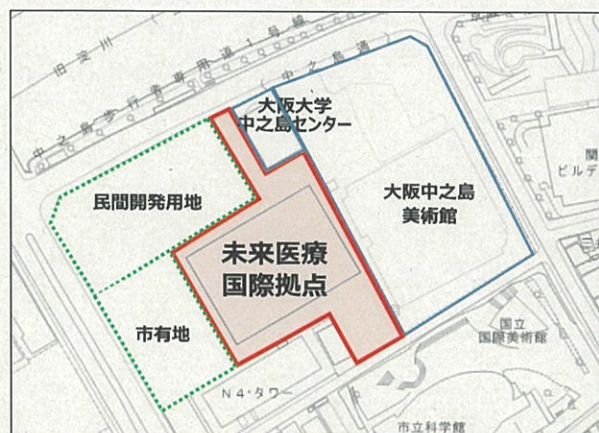 旧淀川
中之島歩行者専用道1号線
(中之島通)
大阪大学
中之島センター
民間開発用地
大阪中之島
美術館
関
ビルデ
未来医療
国際拠点
市有地
国立
国際美術館
N4・タワー
市立科学館